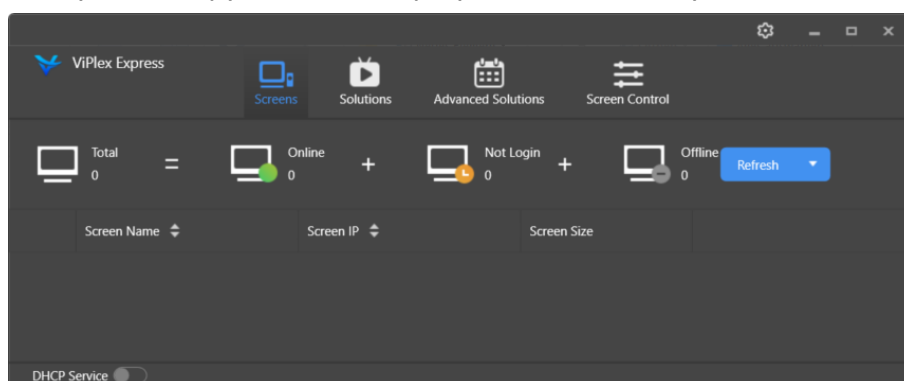 ViPlex Express
Screens
Solutions
Advanced Solutions
Screen Control
Total
0
=
Online
0
+
Not Login
0
+
Offline
0
Refresh
Screen Name
Screen IP
Screen Size
DHCP Service